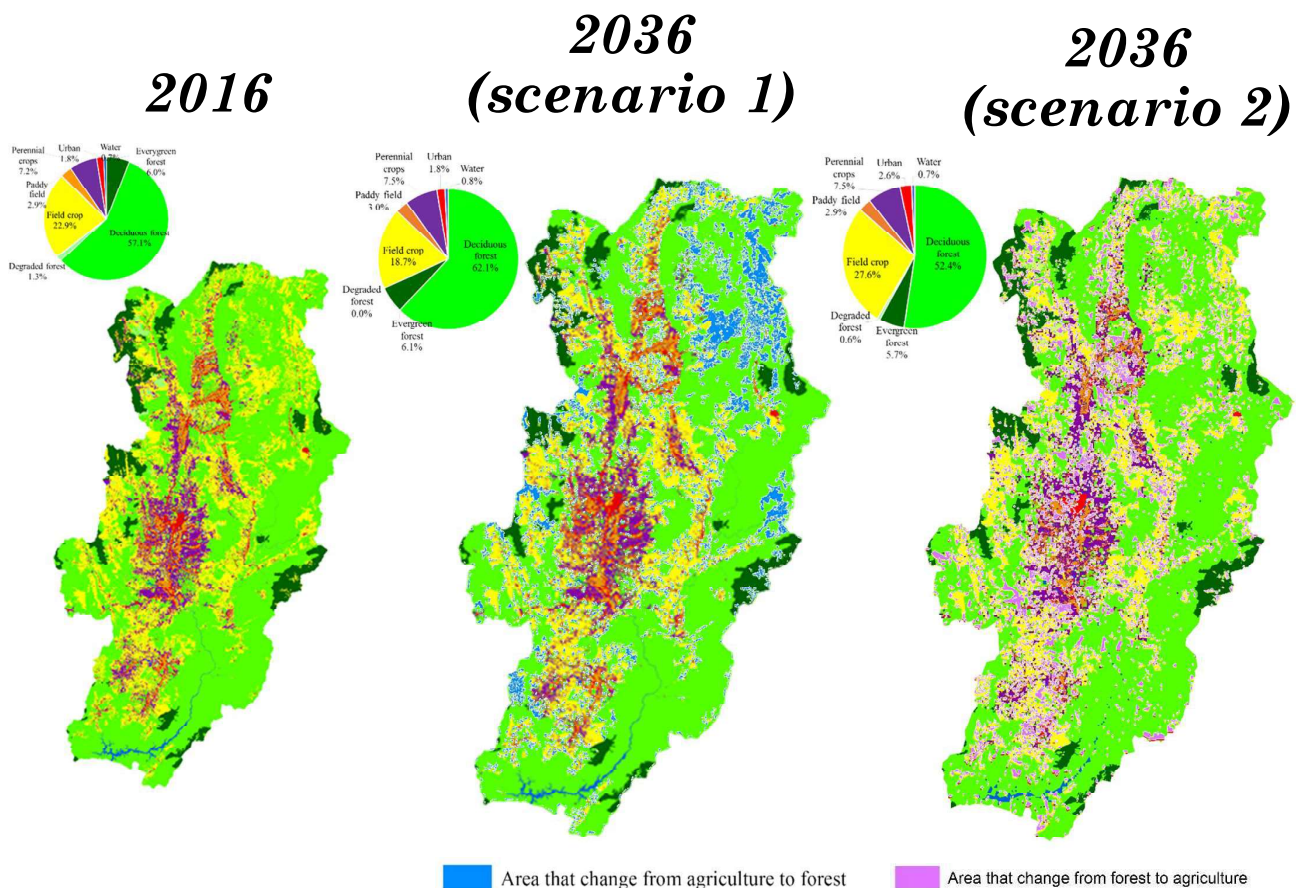 2016
2036
(scenario 1)
2036
(scenario 2)
Perennial
crops
7.2%
Urban
1.8%
Water
Everygreen
forest
6.0%
Paddy
field
2.9%
Field crop
22.9%
Deciduous forest
57.1%
Degraded forest
1.3%
Perennial
crops
7.5%
Urban
1.8%
Water
0.8%
Paddy field
3.0%
Field crop
18.7%
Deciduous
forest
62.1%
Degraded
forest
0.0%
Evergreen
forest
6.1%
Perennial
crops
7.5%
Urban
2.6%
Water
0.7%
Paddy field
2.9%
Field crop
27.6%
Deciduous
forest
52.4%
Degraded
forest
0.6%
Evergreen
forest
5.7%
Area that change from agriculture to forest
Area that change from forest to agriculture